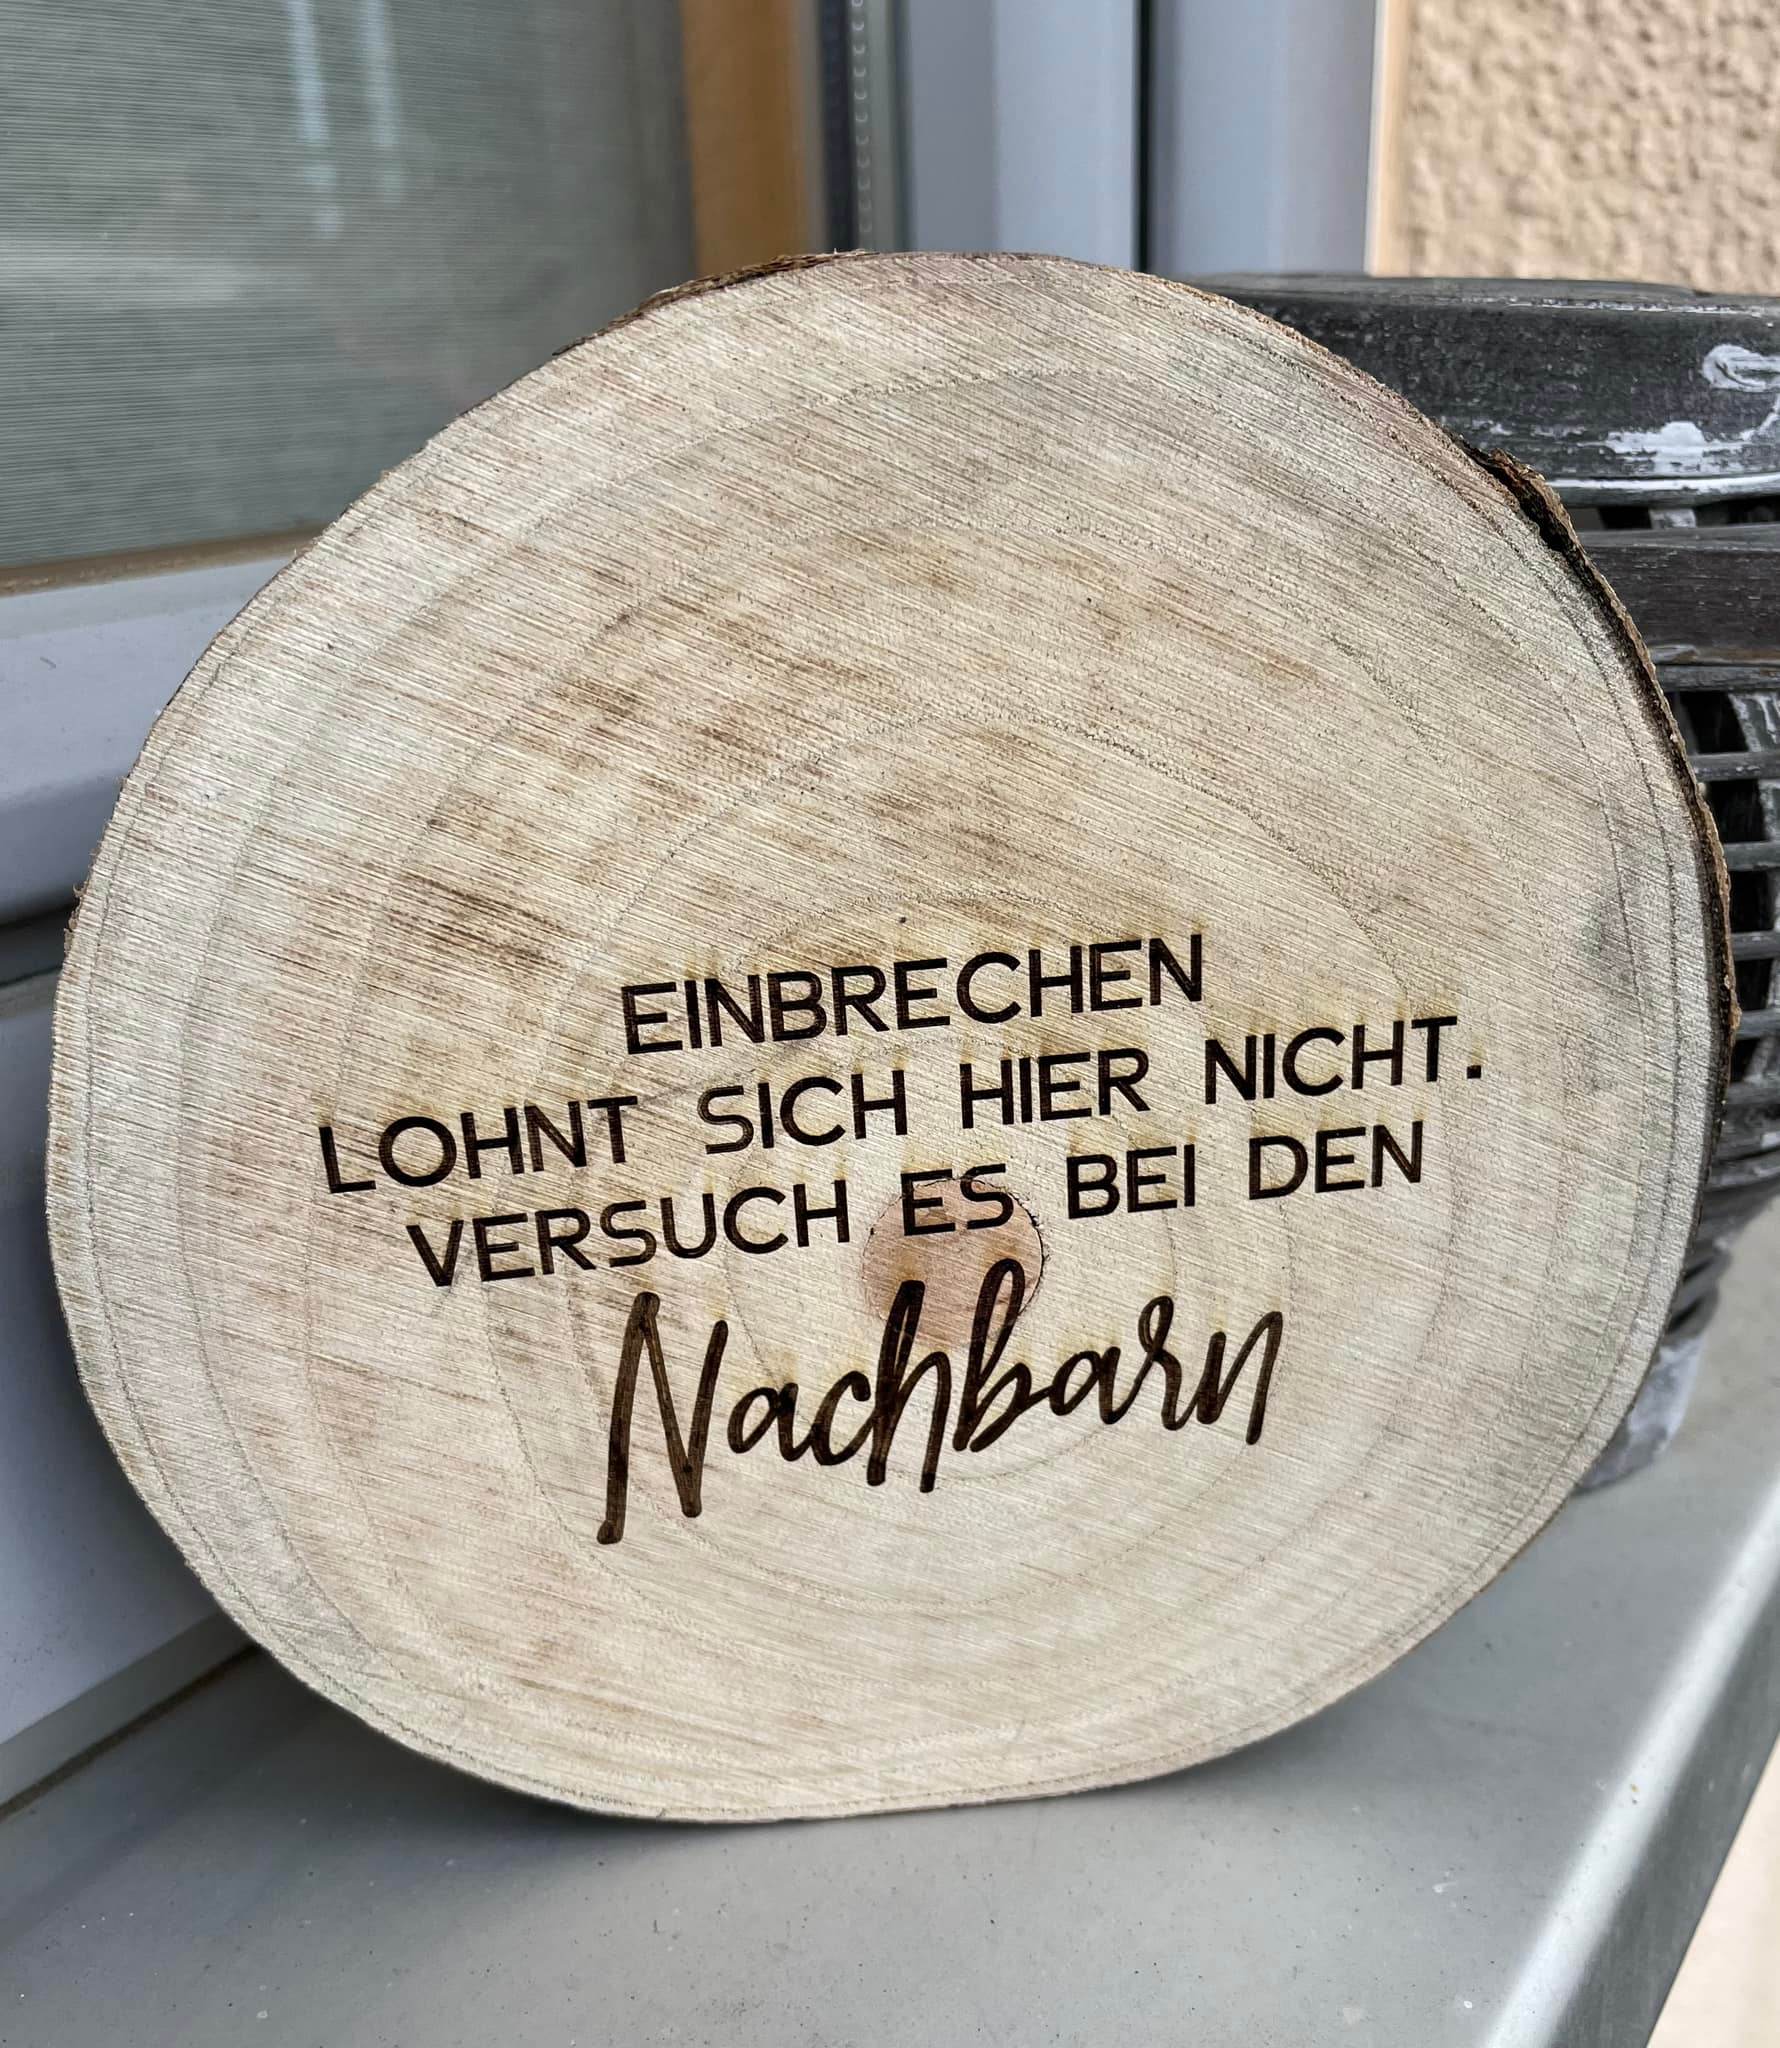 EINBRECHEN
LOHNT SICH HIER NICHT.
VERSUCH ES BEI DEN
Nachbarn